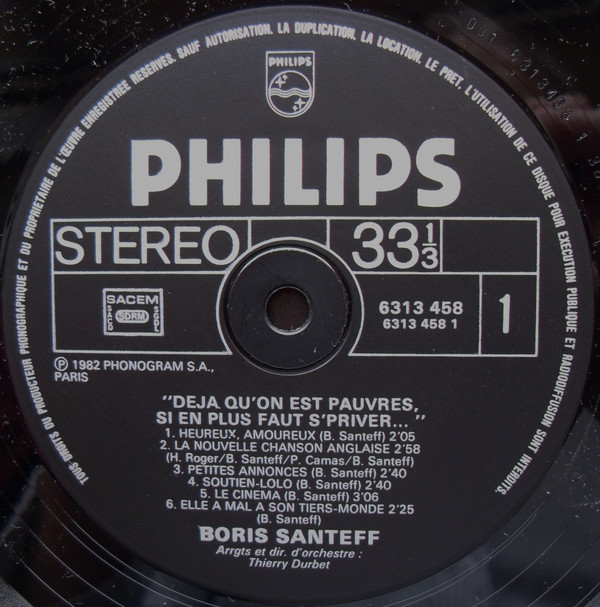 TOUS DROITS DU PRODUCTEUR PHONOGRAPHIQUE ET DU PROPRIETAIRE DE L'ŒUVRE ENREGISTREE RESERVES. SAUF AUTORISATION, LA DUPLICATION, LA LOCATION, LE PRET, L'UTILISATION DE CE DISQUE POUR EXECUTION PUBLIQUE ET RADIODIFFUSION SONT INTERDITS.
PHILIPS
PHILIPS
STEREO
33 1/3
SACEM
SACD
SDRM
SGDL
6313 458
6313 458 1
1
Ⓟ 1982 PHONOGRAM S.A.,
PARIS
"DEJA QU'ON EST PAUVRES,
SI EN PLUS FAUT S'PRIVER..."
1. HEUREUX, AMOUREUX (B. Santeff) 2'05
2. LA NOUVELLE CHANSON ANGLAISE 2'58
(H. Roger/B. Santeff/P. Camas/B. Santeff)
3. PETITES ANNONCES (B. Santeff) 2'40
4. SOUTIEN-LOLO (B. Santeff) 2'40
5. LE CINEMA (B. Santeff) 3'06
6. ELLE A MAL A SON TIERS-MONDE 2'25
(B. Santeff)
BORIS SANTEFF
Arrgts et dir. d'orchestre :
Thierry Durbet